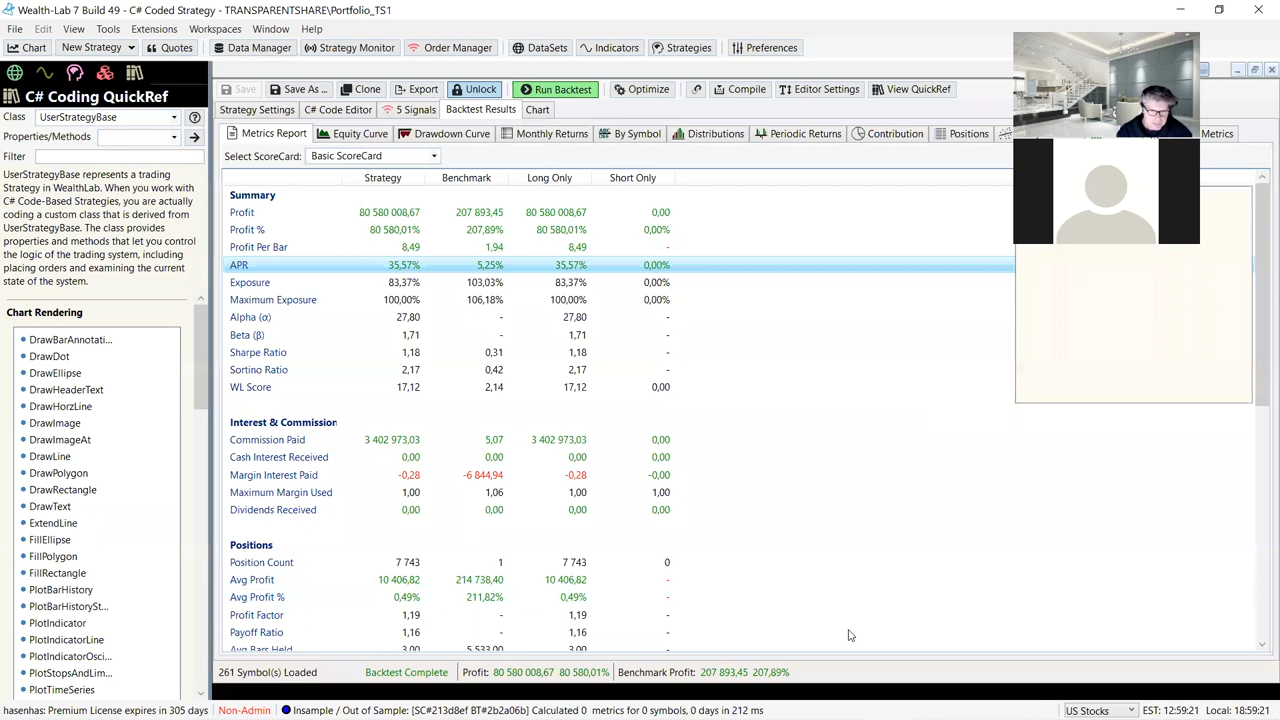 Wealth-Lab 7 Build 49 - C# Coded Strategy - TRANSPARENTSHARE\Portfolio_TS1
File Edit View Tools Extensions Workspaces Window Help
Chart New Strategy Quotes Data Manager Strategy Monitor Order Manager DataSets Indicators Strategies Preferences
C# Coding QuickRef
Class UserStrategyBase
Properties/Methods
Filter
UserStrategyBase represents a trading
Strategy in WealthLab. When you work with
C# Code-Based Strategies, you are actually
coding a custom class that is derived from
UserStrategyBase. The class provides
properties and methods that let you control
the logic of the trading system, including
placing orders and examining the current
state of the system.
Chart Rendering
DrawBarAnnotati...
DrawDot
DrawEllipse
DrawHeaderText
DrawHorzLine
DrawImage
DrawImageAt
DrawLine
DrawPolygon
DrawRectangle
DrawText
ExtendLine
FillEllipse
FillPolygon
FillRectangle
PlotBarHistory
PlotBarHistorySt...
PlotIndicator
PlotIndicatorLine
PlotIndicatorOsci...
PlotStopsAndLim...
PlotTimeSeries
Save Save As ... Clone Export Unlock Run Backtest Optimize Compile Editor Settings View QuickRef
Strategy Settings C# Code Editor 5 Signals Backtest Results Chart
Metrics Report Equity Curve Drawdown Curve Monthly Returns By Symbol Distributions Periodic Returns Contribution Positions Metrics
Select ScoreCard: Basic ScoreCard
Strategy Benchmark Long Only Short Only
Summary
Profit 80 580 008,67 207 893,45 80 580 008,67 0,00
Profit % 80 580,01% 207,89% 80 580,01% 0,00%
Profit Per Bar 8,49 1,94 8,49 -
APR 35,57% 5,25% 35,57% 0,00%
Exposure 83,37% 103,03% 83,37% 0,00%
Maximum Exposure 100,00% 106,18% 100,00% 0,00%
Alpha (α) 27,80 - 27,80 -
Beta (β) 1,71 - 1,71 -
Sharpe Ratio 1,18 0,31 1,18 -
Sortino Ratio 2,17 0,42 2,17 -
WL Score 17,12 2,14 17,12 0,00
Interest & Commission
Commission Paid 3 402 973,03 5,07 3 402 973,03 0,00
Cash Interest Received 0,00 0,00 0,00 0,00
Margin Interest Paid -0,28 -6 844,94 -0,28 -0,00
Maximum Margin Used 1,00 1,06 1,00 1,00
Dividends Received 0,00 0,00 0,00 0,00
Positions
Position Count 7 743 1 7 743 0
Avg Profit 10 406,82 214 738,40 10 406,82 -
Avg Profit % 0,49% 211,82% 0,49% -
Profit Factor 1,19 - 1,19 -
Payoff Ratio 1,16 - 1,16 -
Avg Bars Held 3,00 5 533,00 3,00 -
261 Symbol(s) Loaded Backtest Complete Profit: 80 580 008,67 80 580,01% Benchmark Profit: 207 893,45 207,89%
hasenhas: Premium License expires in 305 days Non-Admin Insample / Out of Sample: [SC#213d8ef BT#2b2a06b] Calculated 0 metrics for 0 symbols, 0 days in 212 ms US Stocks EST: 12:59:21 Local: 18:59:21